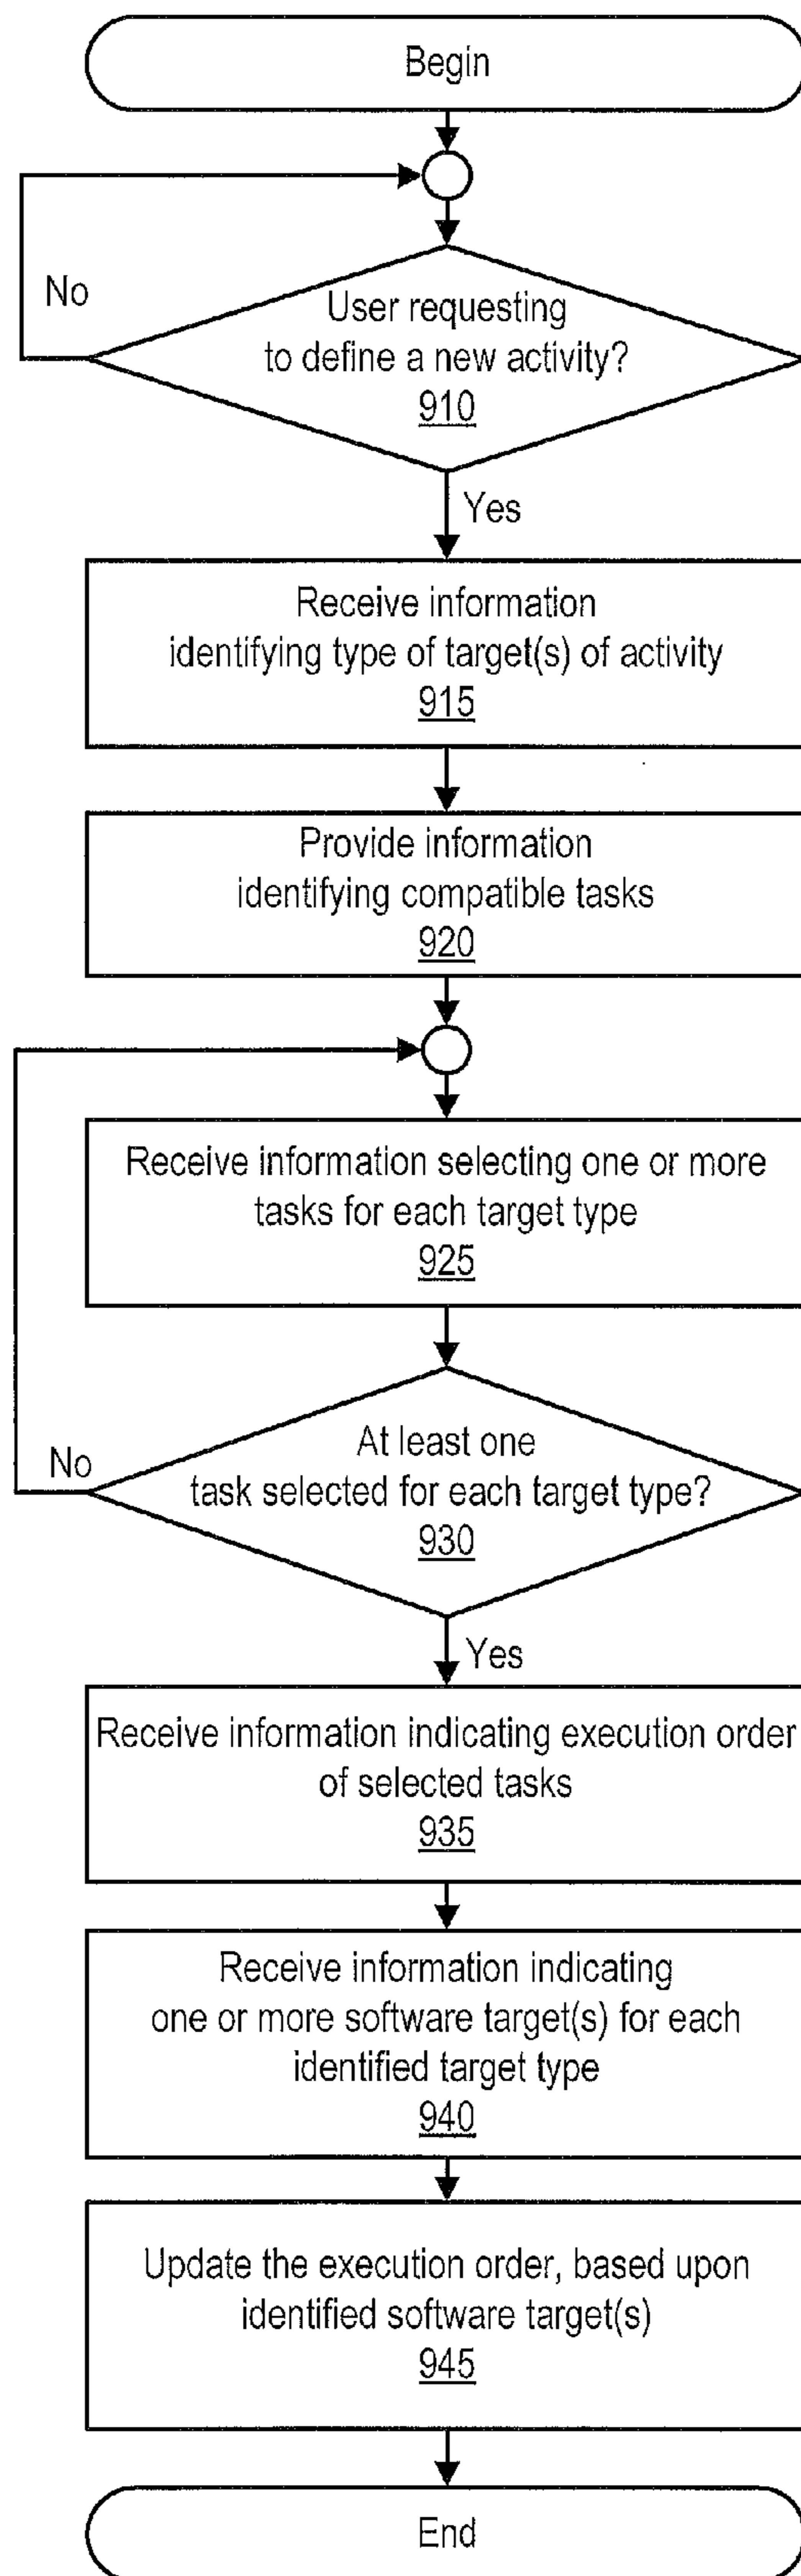 Begin
No
User requesting
to define a new activity?
910
Yes
Receive information
identifying type of target(s) of activity
915
Provide information
identifying compatible tasks
920
Receive information selecting one or more
tasks for each target type
925
No
At least one
task selected for each target type?
930
Yes
Receive information indicating execution order
of selected tasks
935
Receive information indicating
one or more software target(s) for each
identified target type
940
Update the execution order, based upon
identified software target(s)
945
End